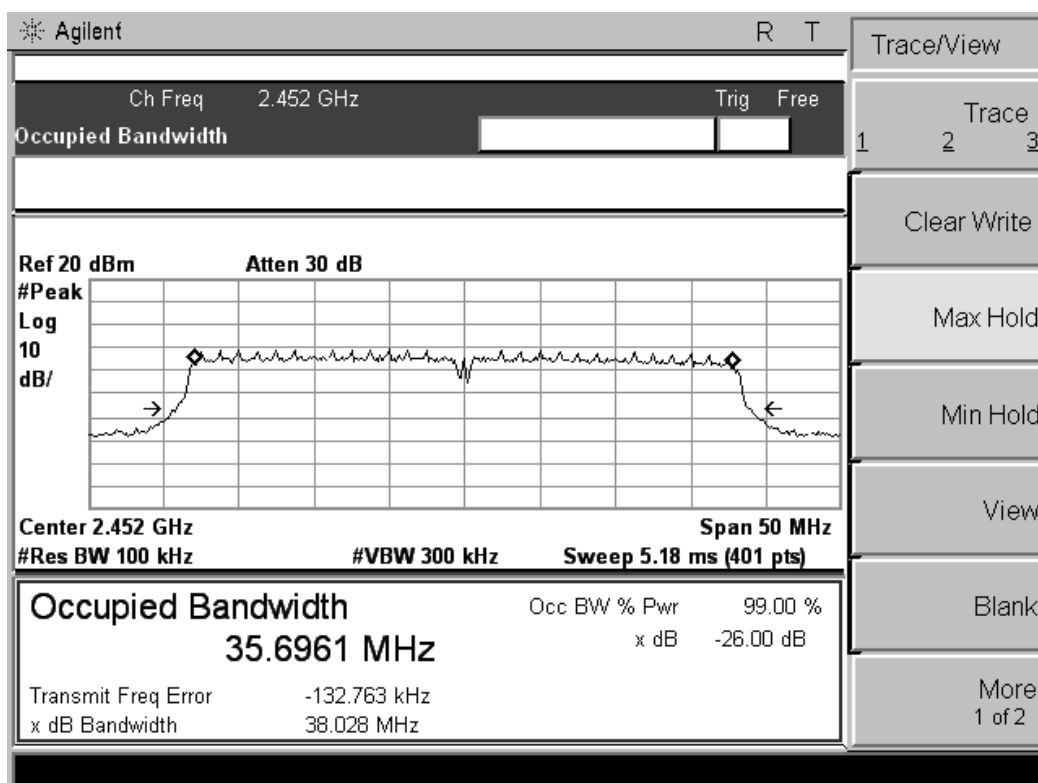 Agilent R T
Ch Freq 2.452 GHz Trig Free
Occupied Bandwidth
Ref 20 dBm Atten 30 dB
#Peak
Log
10
dB/
Center 2.452 GHz Span 50 MHz
#Res BW 100 kHz #VBW 300 kHz Sweep 5.18 ms (401 pts)
Occupied Bandwidth
35.6961 MHz
Occ BW % Pwr 99.00 %
x dB -26.00 dB
Transmit Freq Error -132.763 kHz
x dB Bandwidth 38.028 MHz
Trace/View
Trace
1 2 3
Clear Write
Max Hold
Min Hold
View
Blank
More
1 of 2